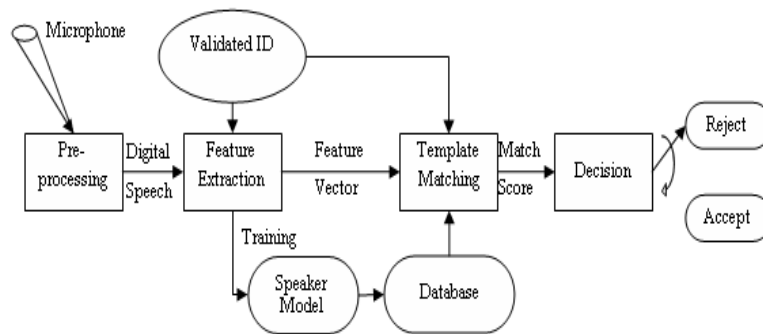 Microphone
Validated ID
Pre-
processing
Digital
Speech
Feature
Extraction
Feature
Vector
Template
Matching
Match
Score
Decision
Reject
Accept
Training
Speaker
Model
Database